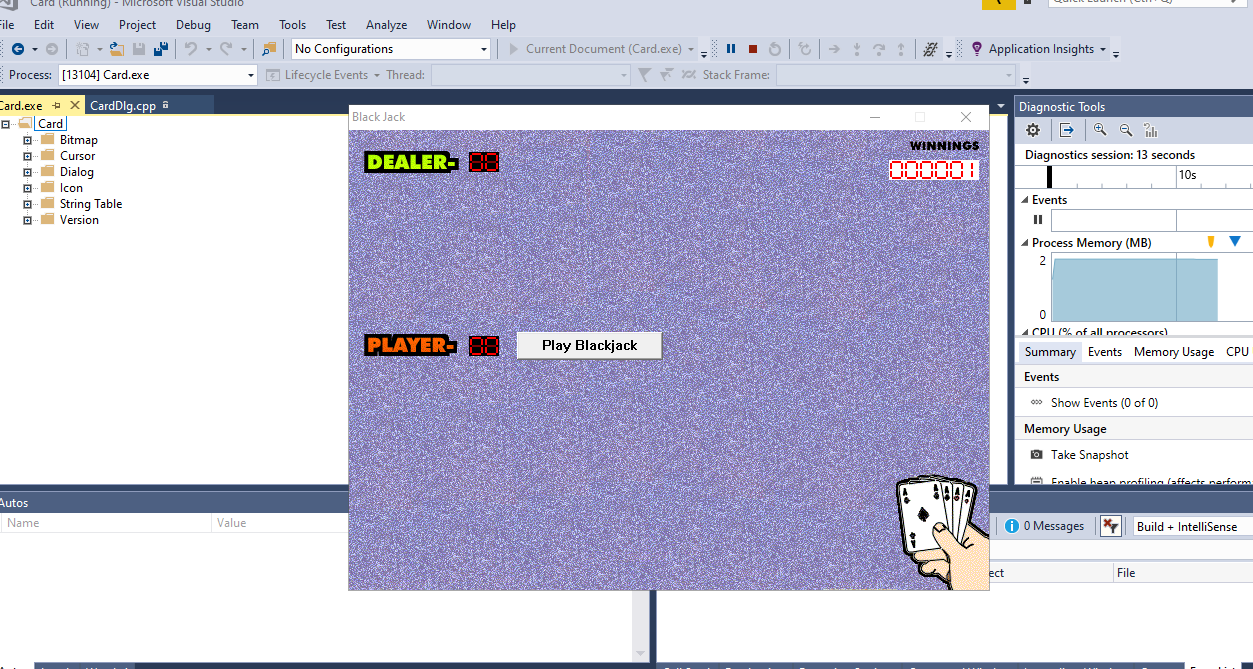 Card (Running) - Microsoft Visual Studio
Quick Launch (Ctrl+Q)
File Edit View Project Debug Team Tools Test Analyze Window Help
No Configurations Current Document (Card.exe) Application Insights
Process: [13104] Card.exe Lifecycle Events Thread: Stack Frame:
Card.exe CardDlg.cpp
Card
Bitmap
Cursor
Dialog
Icon
String Table
Version
Black Jack
DEALER-
WINNINGS
000001
PLAYER-
Play Blackjack
Diagnostic Tools
Diagnostics session: 13 seconds
10s
Events
Process Memory (MB)
2
0
CPU (% of all processors)
Summary Events Memory Usage CPU
Events
Show Events (0 of 0)
Memory Usage
Take Snapshot
Enable heap profiling (affects perform
Autos
Name Value
0 Messages Build + IntelliSense
ect File